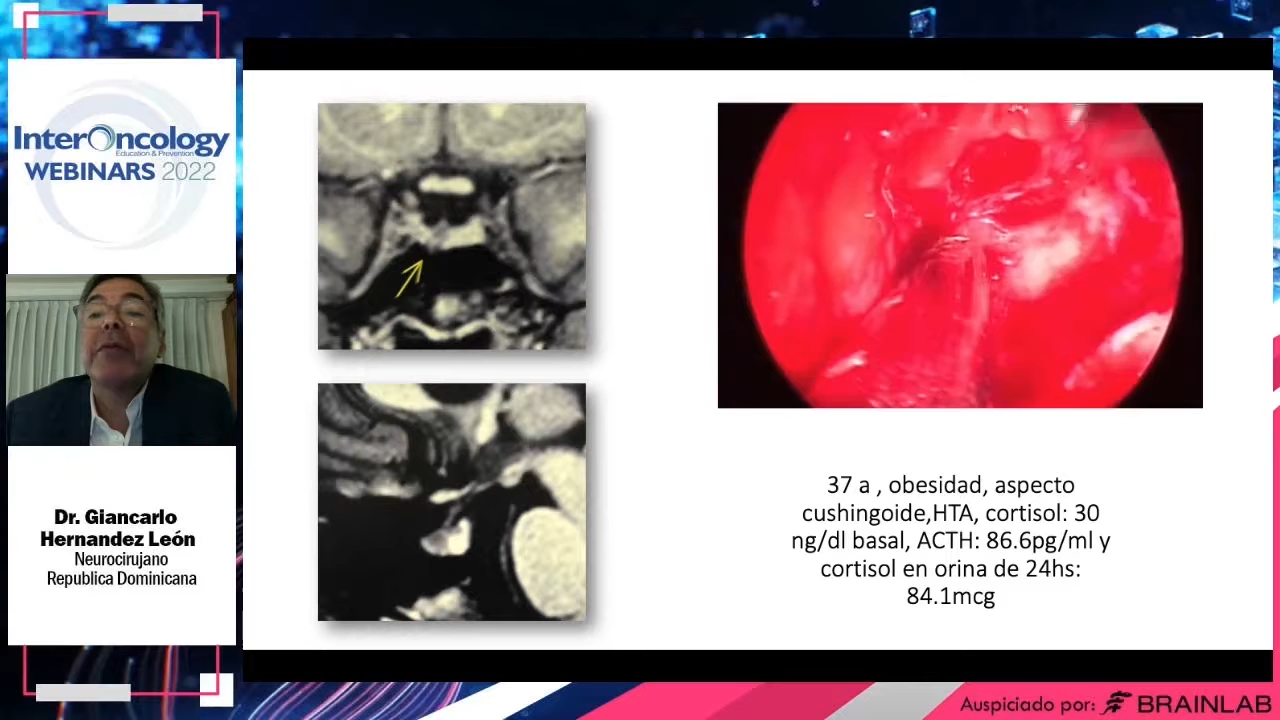 InterOncology
Education & Prevention
WEBINARS 2022
Dr. Giancarlo
Hernandez León
Neurocirujano
Republica Dominicana
37 a , obesidad, aspecto
cushingoide,HTA, cortisol: 30
ng/dl basal, ACTH: 86.6pg/ml y
cortisol en orina de 24hs:
84.1mcg
Auspiciado por: BRAINLAB